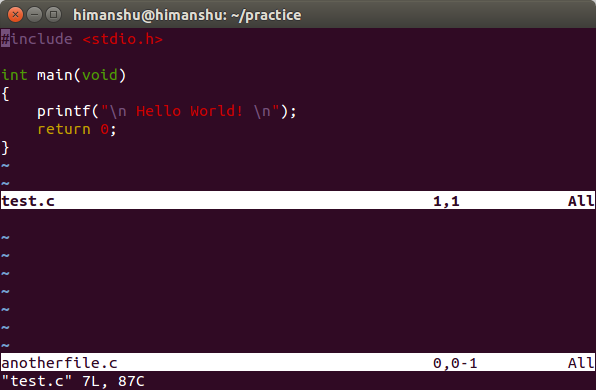 himanshu@himanshu: ~/practice
#include <stdio.h>
int main(void)
{
    printf("\n Hello World! \n");
    return 0;
}
~
~
test.c 1,1 All
~
~
~
~
~
~
~
anotherfile.c 0,0-1 All
"test.c" 7L, 87C